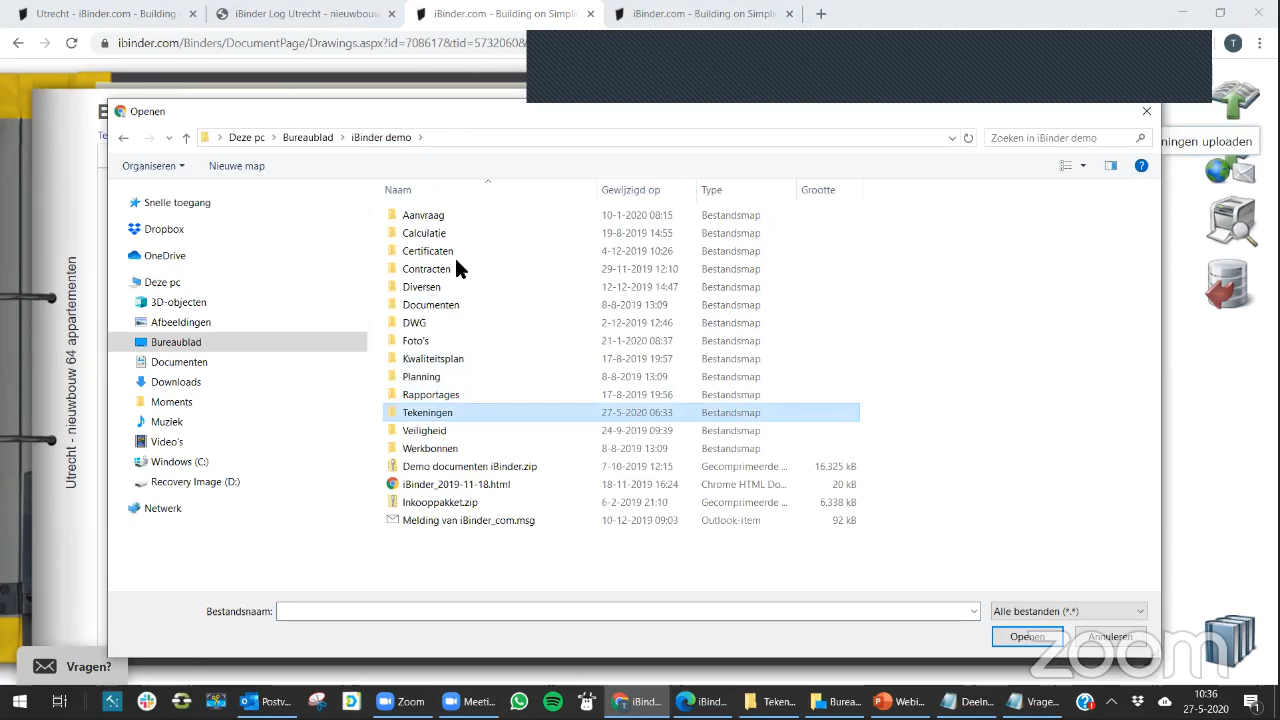 iBinder.com - Building
iBinder Log Utrecht - nieuwbouw
iBinder.com - Building on Simplic
iBinder.com - Building on Simplic
ibinder.com/Binders/DocumentPage/Drawings.aspx?id=708617&tid=5732060&
T
Openen
Deze pc > Bureaublad > iBinder demo >
Zoeken in iBinder demo
ningen uploaden
Organiseren
Nieuwe map
Naam
Gewijzigd op
Type
Grootte
Snelle toegang
Dropbox
OneDrive
Deze pc
3D-objecten
Afbeeldingen
Bureaublad
Documenten
Downloads
Moments
Muziek
Video's
Windows (C:)
Recovery Image (D:)
Netwerk
Aanvraag 10-1-2020 08:15 Bestandsmap
Calculatie 19-8-2019 14:55 Bestandsmap
Certificaten 4-12-2019 10:26 Bestandsmap
Contracten 29-11-2019 12:10 Bestandsmap
Diversen 12-12-2019 14:47 Bestandsmap
Documenten 8-8-2019 13:09 Bestandsmap
DWG 2-12-2019 12:46 Bestandsmap
Foto's 21-1-2020 08:37 Bestandsmap
Kwaliteitsplan 17-8-2019 19:57 Bestandsmap
Planning 8-8-2019 13:09 Bestandsmap
Rapportages 17-8-2019 19:56 Bestandsmap
Tekeningen 27-5-2020 06:33 Bestandsmap
Veiligheid 24-9-2019 09:39 Bestandsmap
Werkbonnen 8-8-2019 13:09 Bestandsmap
Demo documenten iBinder.zip 7-10-2019 12:15 Gecomprimeerde ... 16.325 kB
iBinder_2019-11-18.html 18-11-2019 16:24 Chrome HTML Do... 20 kB
Inkooppakket.zip 6-2-2019 21:10 Gecomprimeerde ... 6.338 kB
Melding van iBinder_com.msg 10-12-2019 09:03 Outlook-item 92 kB
Utrecht - nieuwbouw 64 appartementen
Bestandsnaam:
Alle bestanden (*.*)
Openen
Annuleren
zoom
Vragen?
Postv
Zoom
Meeti
iBind...
iBind...
Teken...
Burea...
Webi...
Deeln...
Vrage...
10:36
27-5-2020